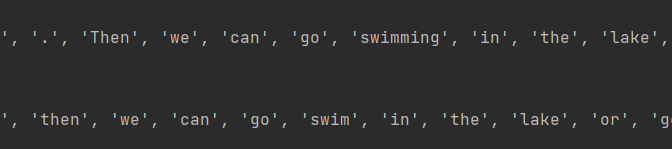 ', '.', 'Then', 'we', 'can', 'go', 'swimming', 'in', 'the', 'lake',
', 'then', 'we', 'can', 'go', 'swim', 'in', 'the', 'lake', 'or', 'g